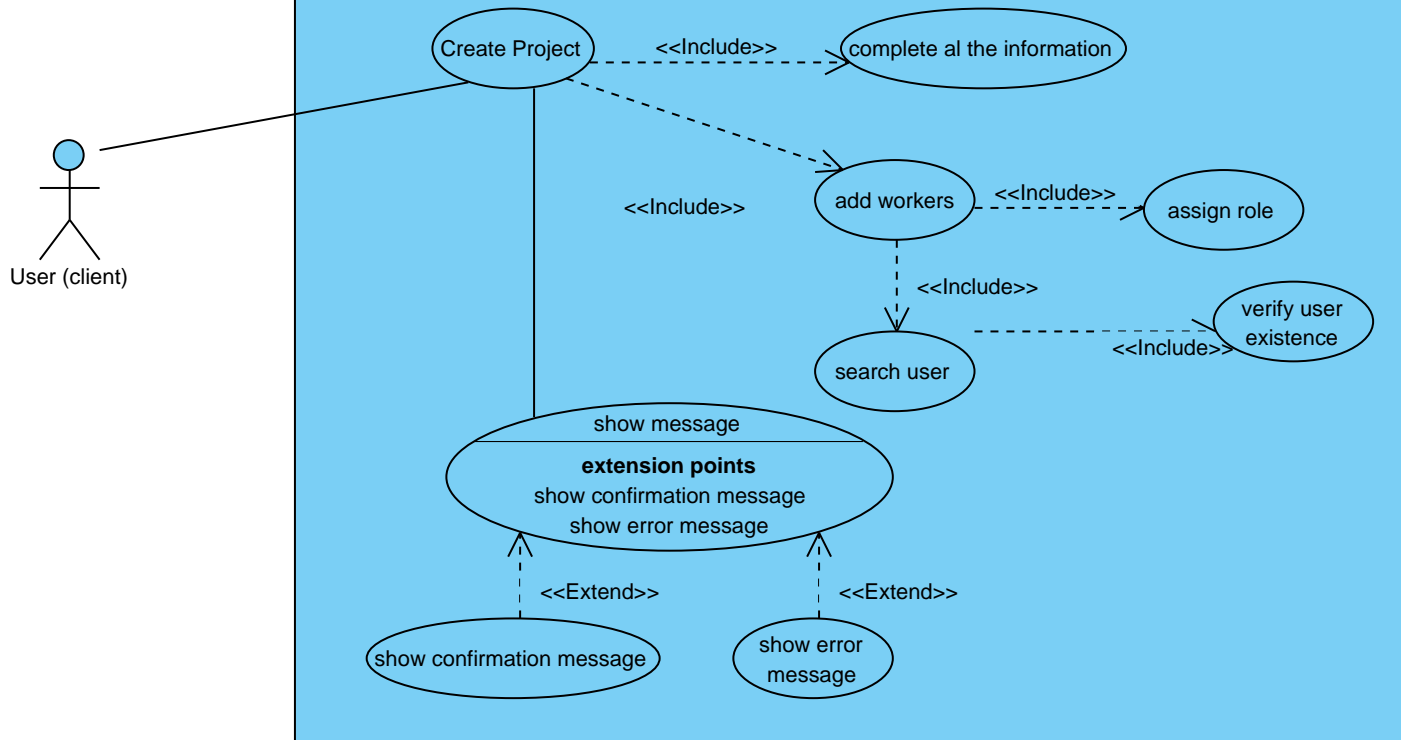 Create Project
<<Include>>
complete al the information
User (client)
<<Include>>
add workers
<<Include>>
assign role
<<Include>>
search user
<<Include>>
verify user
existence
show message
extension points
show confirmation message
show error message
<<Extend>>
<<Extend>>
show confirmation message
show error
message